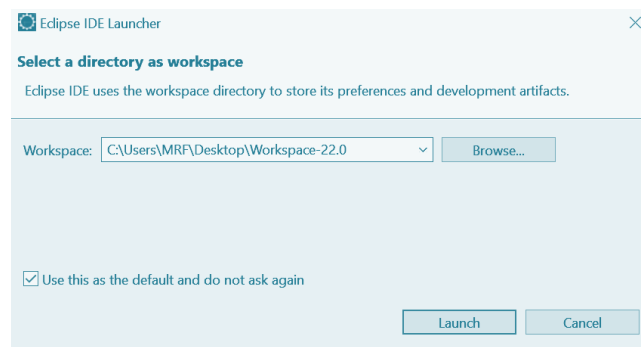 Eclipse IDE Launcher
Select a directory as workspace
Eclipse IDE uses the workspace directory to store its preferences and development artifacts.
Workspace: C:\Users\MRF\Desktop\Workspace-22.0 Browse...
Use this as the default and do not ask again
Launch Cancel